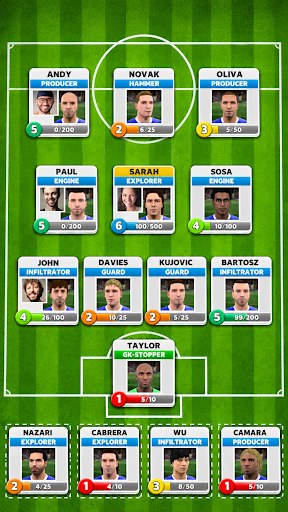 ANDY
PRODUCER
5 0/200
NOVAK
HAMMER
2 6/25
OLIVA
PRODUCER
3 5/50
PAUL
ENGINE
5 0/200
SARAH
EXPLORER
6 2/500
SOSA
ENGINE
4 10/100
JOHN
INFILTRATOR
4 26/100
DAVIES
GUARD
2 10/25
KUJOVIC
GUARD
2 10/25
BARTOSZ
INFILTRATOR
5 99/200
TAYLOR
GK-STOPPER
1 5/10
NAZARI
EXPLORER
2 4/25
CABRERA
EXPLORER
1 8/10
WU
INFILTRATOR
3 8/50
CAMARA
PRODUCER
1 5/10